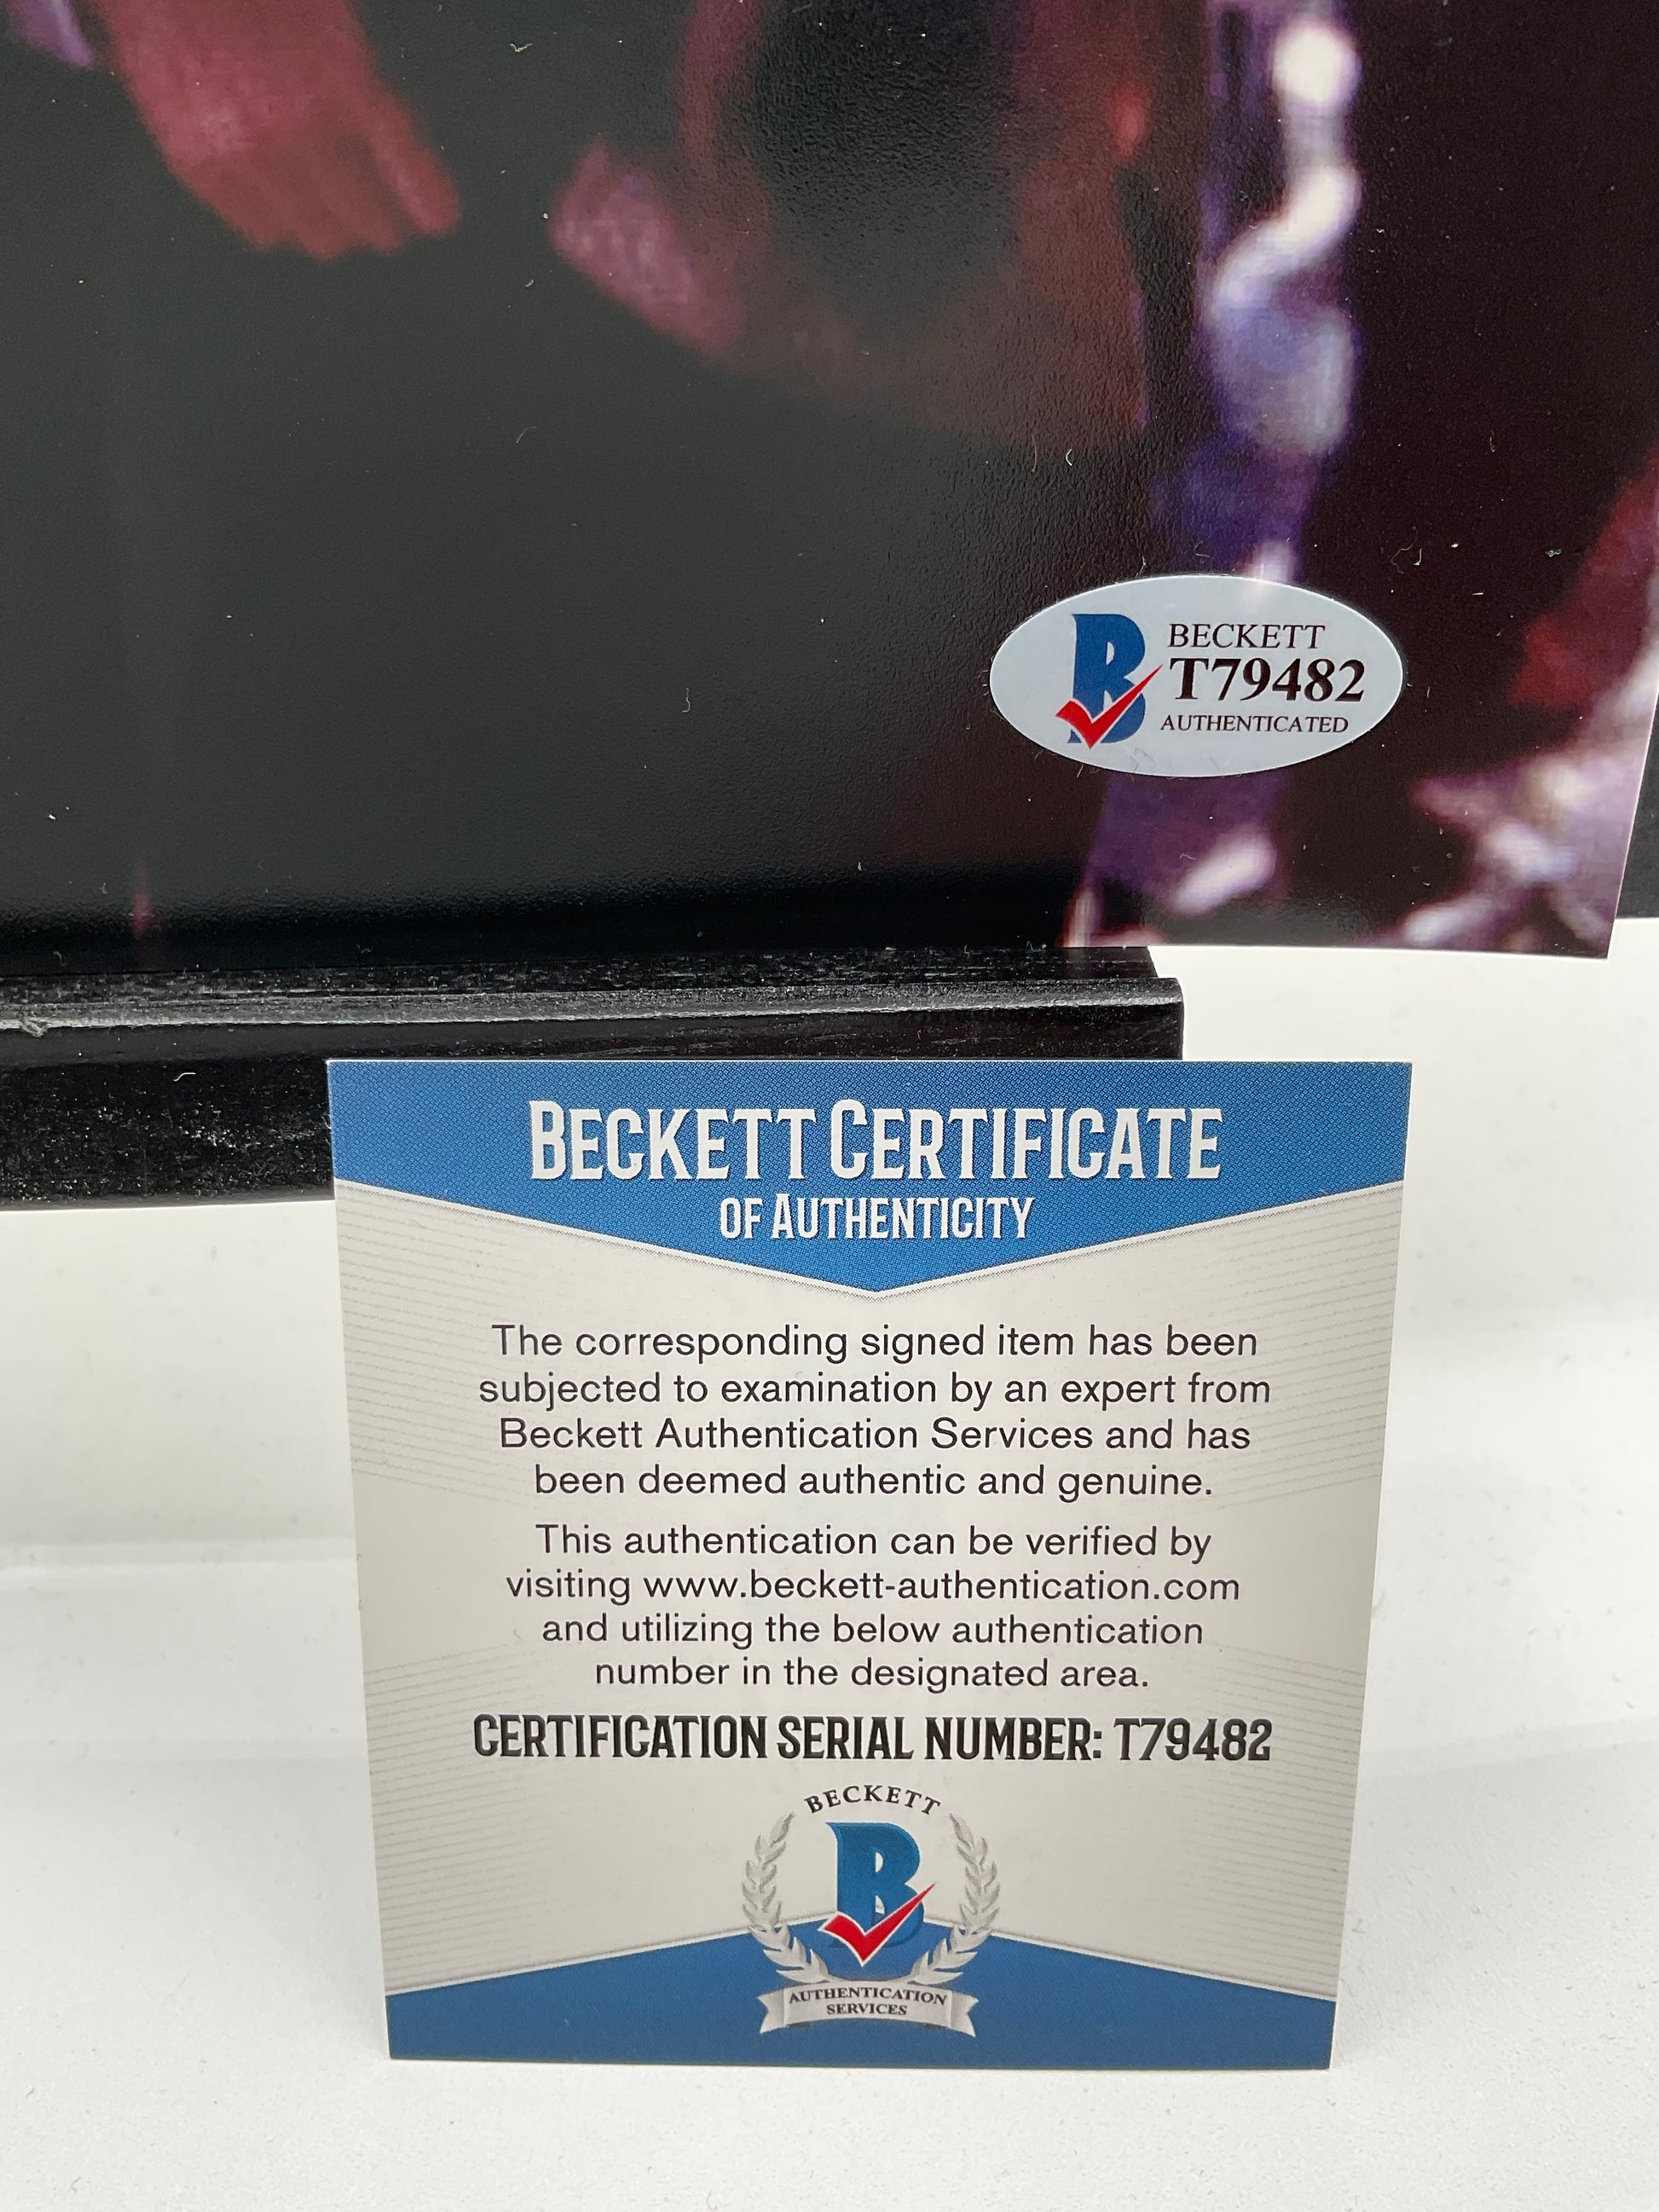 BECKETT
T79482
AUTHENTICATED
BECKETT CERTIFICATE
OF AUTHENTICITY
The corresponding signed item has been
subjected to examination by an expert from
Beckett Authentication Services and has
been deemed authentic and genuine.
This authentication can be verified by
visiting www.beckett-authentication.com
and utilizing the below authentication
number in the designated area.
CERTIFICATION SERIAL NUMBER: T79482
BECKETT
B
AUTHENTICATION
SERVICES